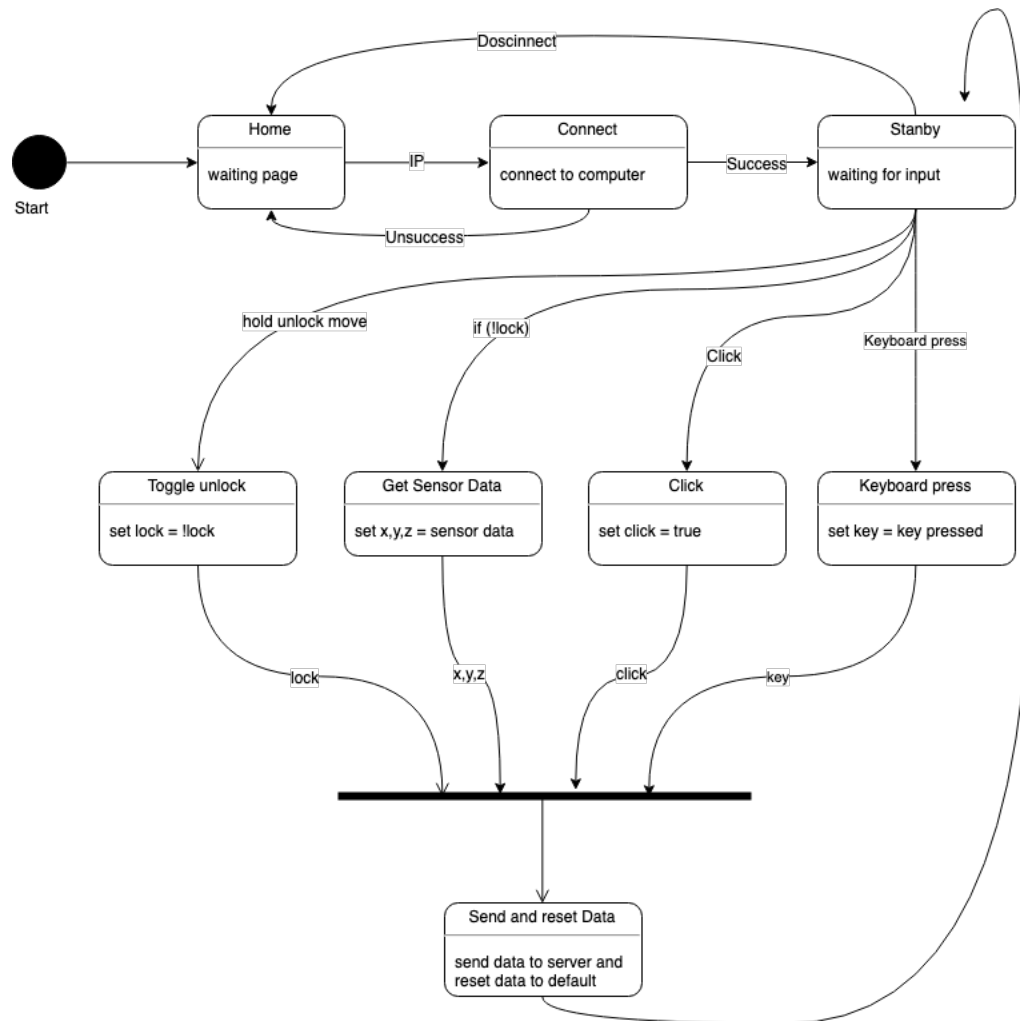 Doscinnect
Home
waiting page
IP
Connect
connect to computer
Success
Stanby
waiting for input
Start
Unsuccess
hold unlock move
if (!lock)
Click
Keyboard press
Toggle unlock
set lock = !lock
Get Sensor Data
set x,y,z = sensor data
Click
set click = true
Keyboard press
set key = key pressed
lock
x,y,z
click
key
Send and reset Data
send data to server and
reset data to default